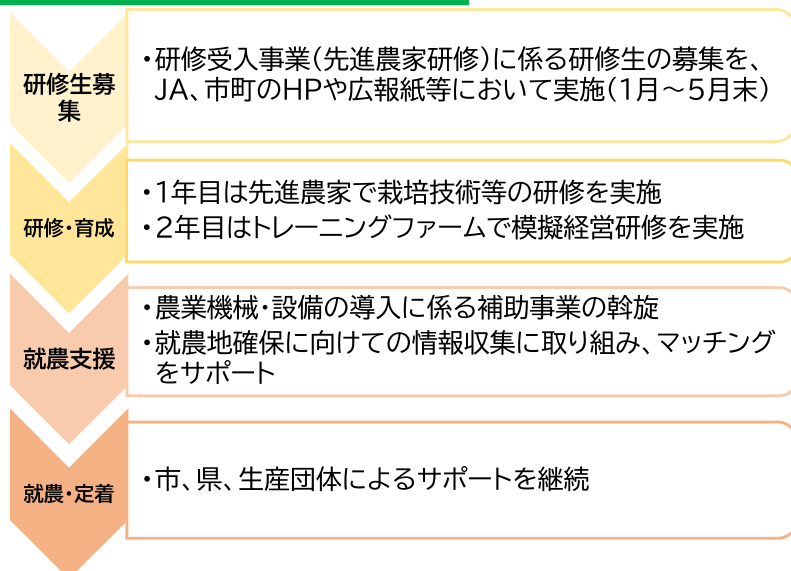 研修生募
集
・研修受入事業（先進農家研修）に係る研修生の募集を、
JA、市町のHPや広報紙等において実施（1月～5月末）
研修・育成
・1年目は先進農家で栽培技術等の研修を実施
・2年目はトレーニングファームで模擬経営研修を実施
就農支援
・農業機械・設備の導入に係る補助事業の斡旋
・就農地確保に向けての情報収集に取り組み、マッチング
をサポート
就農・定着
・市、県、生産団体によるサポートを継続